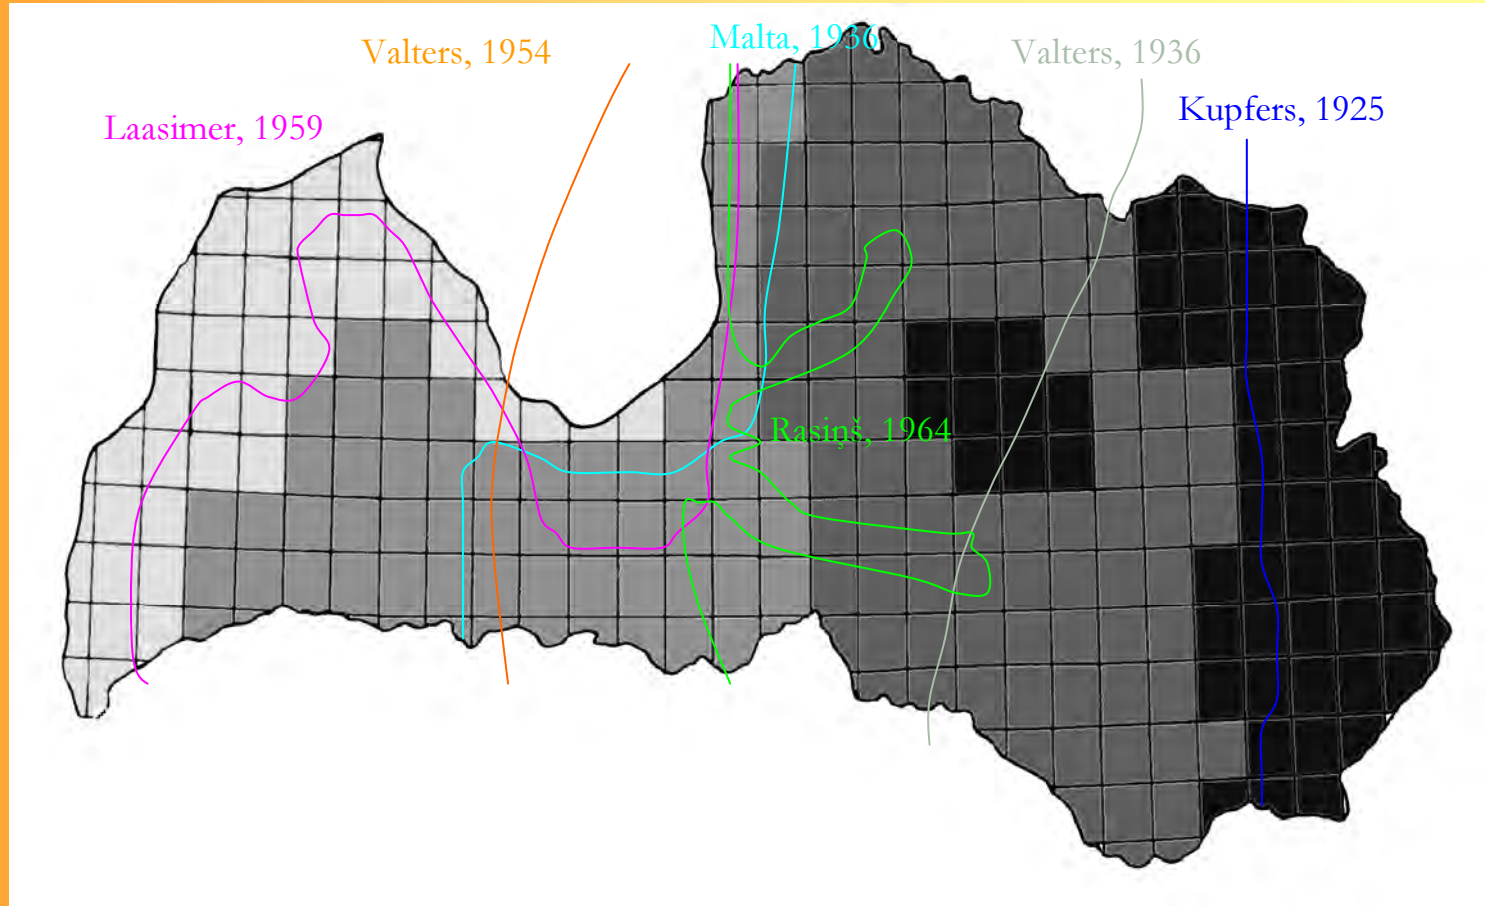 Valters, 1954
Malta, 1936
Valters, 1936
Laasimer, 1959
Kupfers, 1925
Rasiņš, 1964